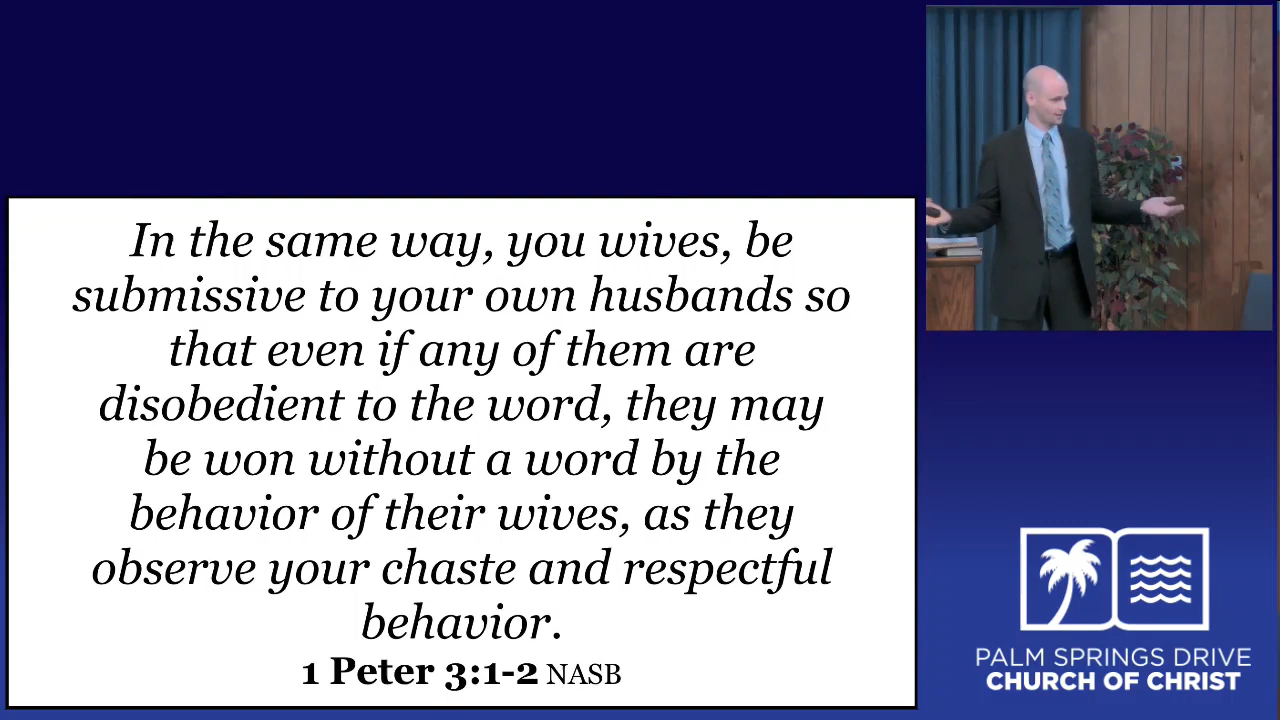 In the same way, you wives, be
submissive to your own husbands so
that even if any of them are
disobedient to the word, they may
be won without a word by the
behavior of their wives, as they
observe your chaste and respectful
behavior.
1 Peter 3:1-2 NASB
PALM SPRINGS DRIVE
CHURCH OF CHRIST